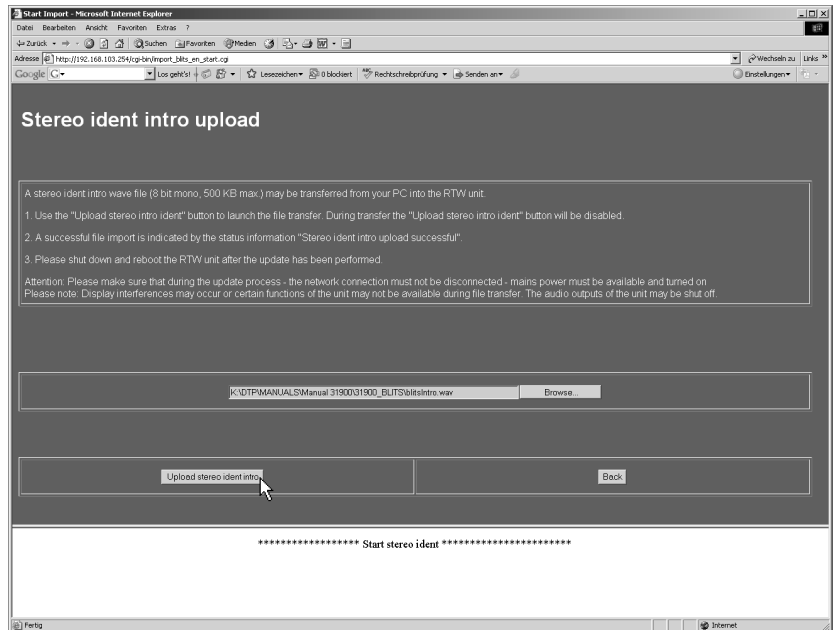 Start Import - Microsoft Internet Explorer
Datei Bearbeiten Ansicht Favoriten Extras ?
Zurück Suchen Favoriten Medien
Adresse http://192.168.103.254/cgi-bin/import_blits_en_start.cgi Wechseln zu Links »
Google G Los geht's! Lesezeichen 0 blockiert Rechtschreibprüfung Senden an Einstellungen
Stereo ident intro upload
A stereo ident intro wave file (8 bit mono, 500 KB max.) may be transferred from your PC into the RTW unit.
1. Use the "Upload stereo intro ident" button to launch the file transfer. During transfer the "Upload stereo intro ident" button will be disabled.
2. A successful file import is indicated by the status information "Stereo ident intro upload successful".
3. Please shut down and reboot the RTW unit after the update has been performed.
Attention: Please make sure that during the update process - the network connection must not be disconnected - mains power must be available and turned on
Please note: Display interferences may occur or certain functions of the unit may not be available during file transfer. The audio outputs of the unit may be shut off.
K:\DTP\MANUALS\Manual 31900\31900_BLITS\blitsIntro.wav Browse...
Upload stereo ident intro Back
****************** Start stereo ident ***********************
Fertig Internet